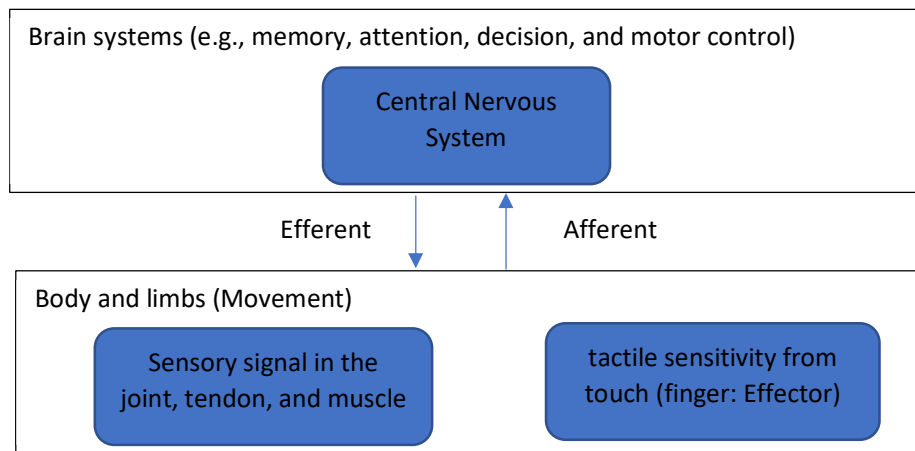 Brain systems (e.g., memory, attention, decision, and motor control)
Central Nervous
System
Efferent
Afferent
Body and limbs (Movement)
Sensory signal in the
joint, tendon, and muscle
tactile sensitivity from
touch (finger: Effector)